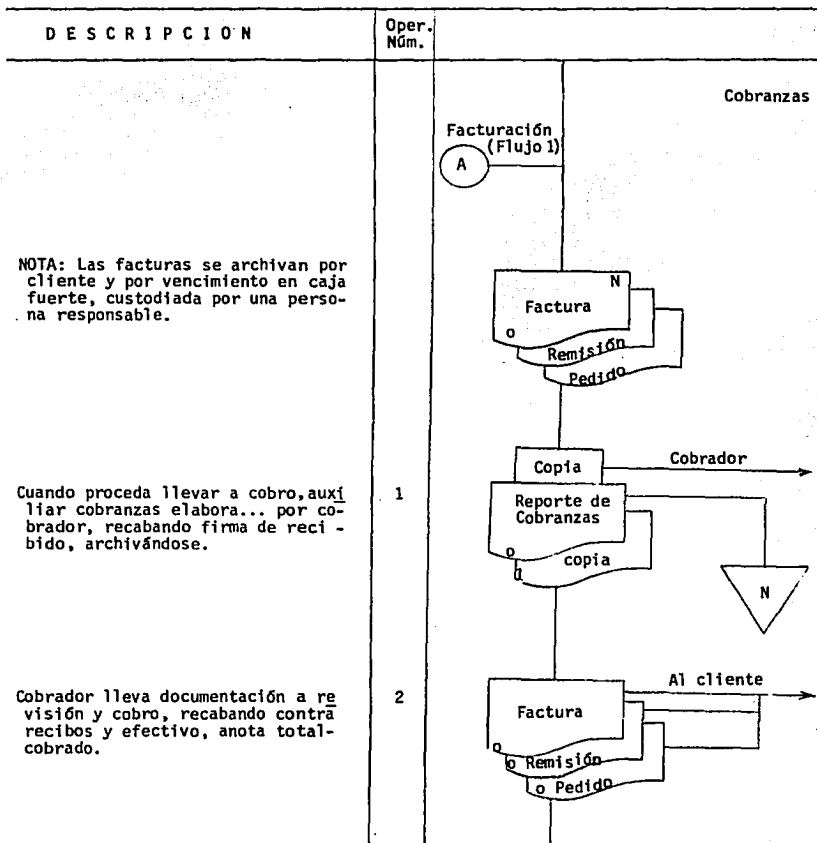 DESCRIPCION
Oper.
Núm.
Cobranzas
Facturación
(Flujo 1)
A
NOTA: Las facturas se archivan por
cliente y por vencimiento en caja
fuerte, custodiada por una perso-
na responsable.
N
Factura
o
Remisión
Pedido
Copia
Cobrador
Cuando proceda llevar a cobro, auxi
liar cobranzas elabora... por co-
brador, recabando firma de reci -
bido, archivándose.
1
Reporte de
Cobranzas
o
copia
N
Al cliente
Cobrador lleva documentación a re
visión y cobro, recabando contra
recibos y efectivo, anota total-
cobrado.
2
Factura
o
o Remisión
o Pedido